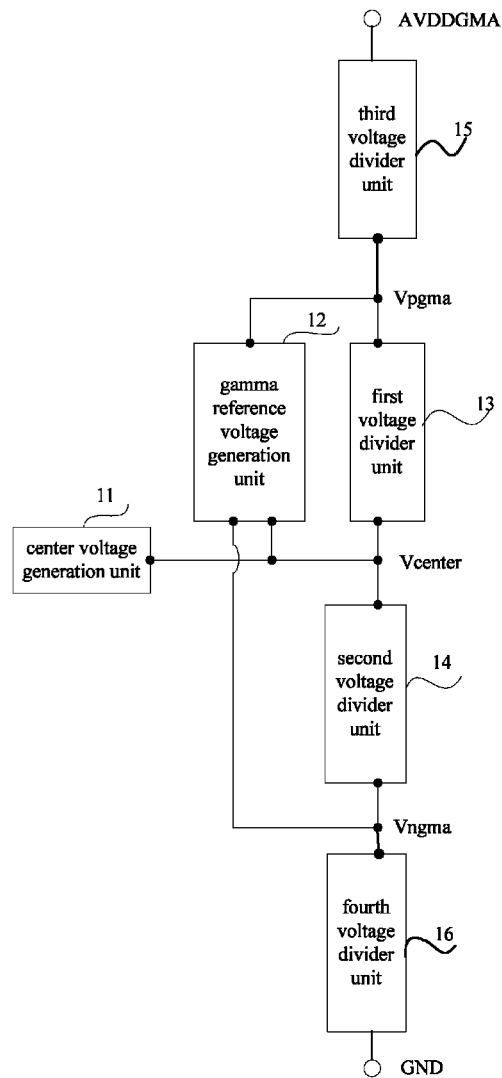 AVDDGMA
third
voltage
divider
unit
15
Vpgma
12
gamma
reference
voltage
generation
unit
first
voltage
divider
unit
13
11
center voltage
generation unit
Vcenter
second
voltage
divider
unit
14
Vngma
fourth
voltage
divider
unit
16
GND